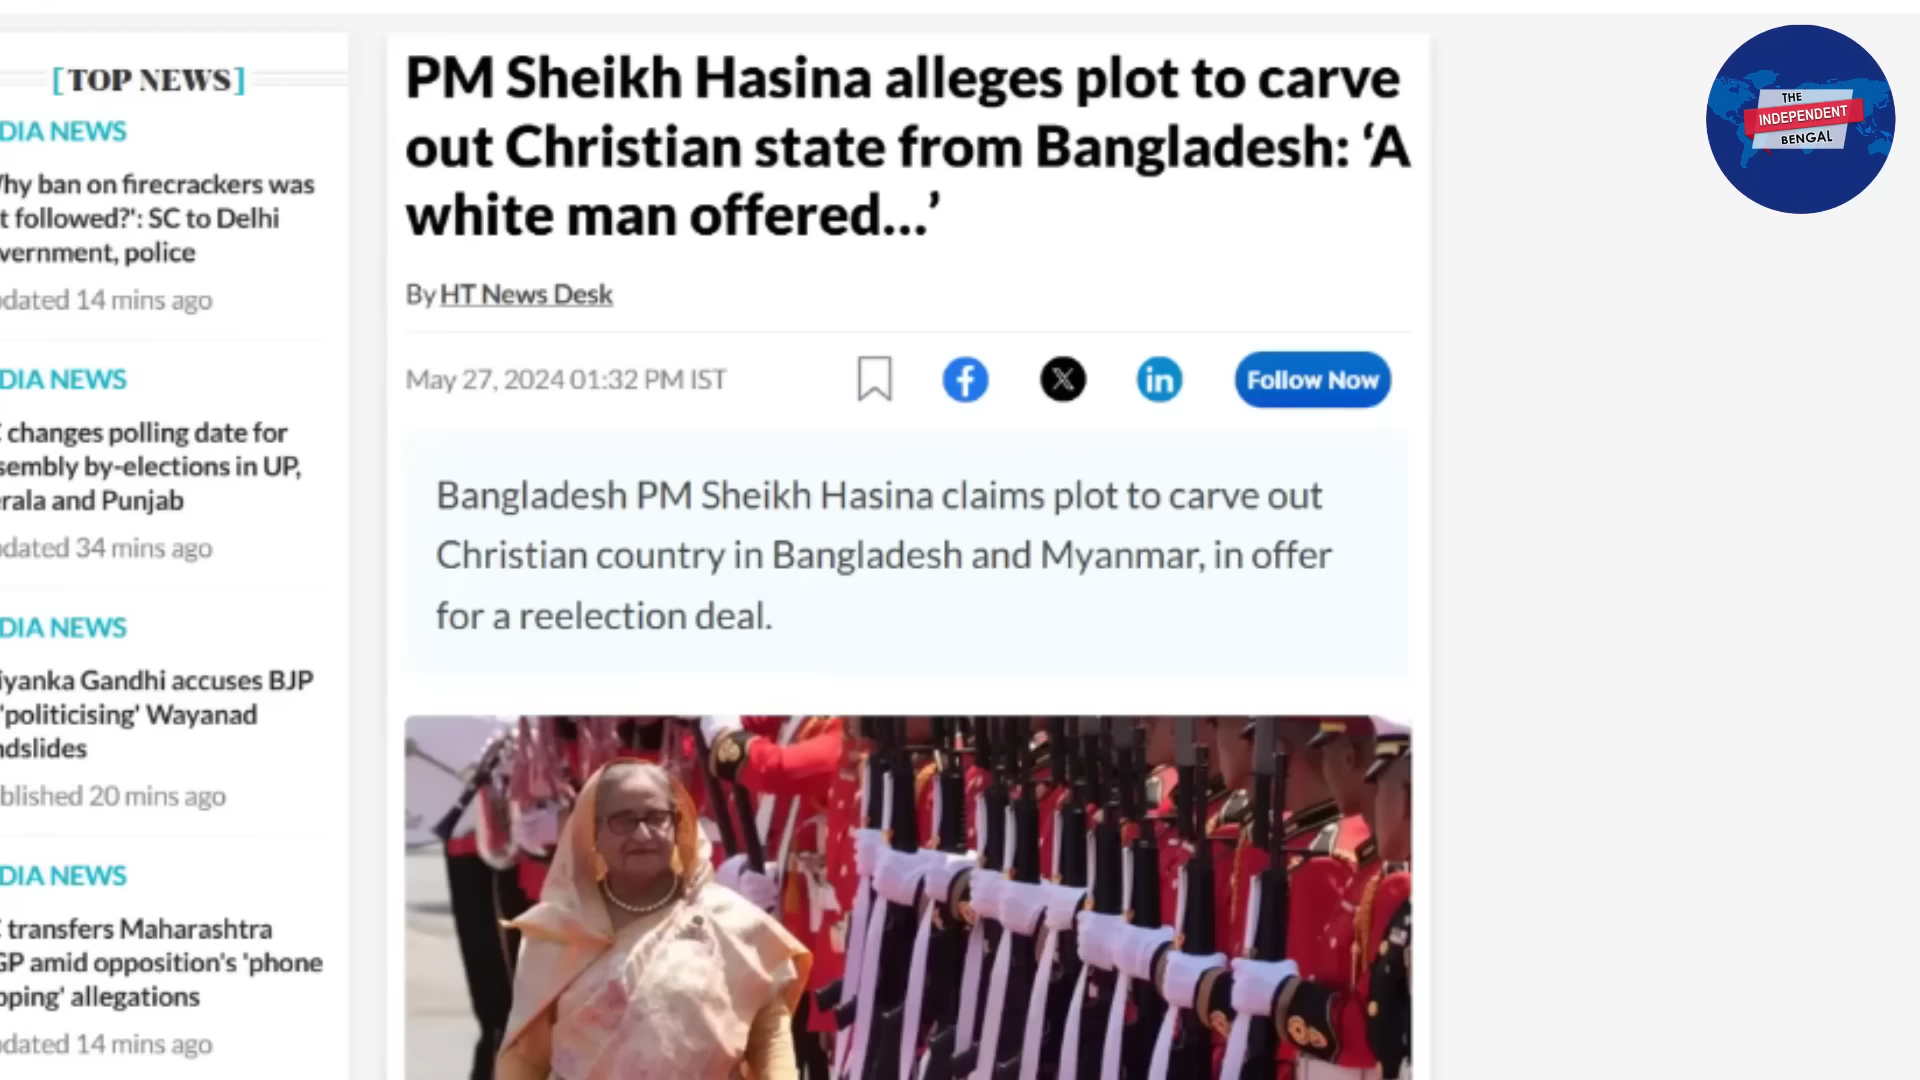 [TOP NEWS]
DIA NEWS
hy ban on firecrackers was
t followed?': SC to Delhi
vernment, police
dated 14 mins ago
DIA NEWS
changes polling date for
sembly by-elections in UP,
rala and Punjab
dated 34 mins ago
DIA NEWS
iyanka Gandhi accuses BJP
'politicising' Wayanad
ndslides
blished 20 mins ago
DIA NEWS
transfers Maharashtra
GP amid opposition's 'phone
pping' allegations
dated 14 mins ago
PM Sheikh Hasina alleges plot to carve
out Christian state from Bangladesh: ‘A
white man offered...’
By HT News Desk
May 27, 2024 01:32 PM IST
Follow Now
Bangladesh PM Sheikh Hasina claims plot to carve out
Christian country in Bangladesh and Myanmar, in offer
for a reelection deal.
THE
INDEPENDENT
BENGAL